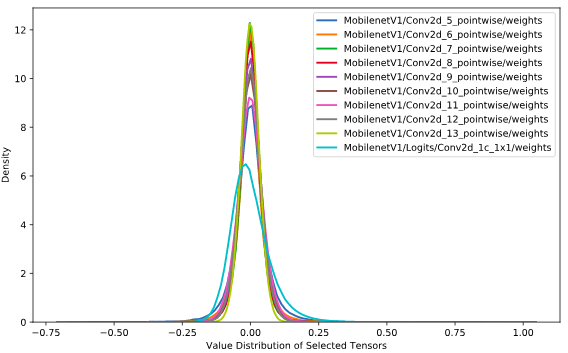 12
10
8
6
4
2
0
Density
MobilenetV1/Conv2d_5_pointwise/weights
MobilenetV1/Conv2d_6_pointwise/weights
MobilenetV1/Conv2d_7_pointwise/weights
MobilenetV1/Conv2d_8_pointwise/weights
MobilenetV1/Conv2d_9_pointwise/weights
MobilenetV1/Conv2d_10_pointwise/weights
MobilenetV1/Conv2d_11_pointwise/weights
MobilenetV1/Conv2d_12_pointwise/weights
MobilenetV1/Conv2d_13_pointwise/weights
MobilenetV1/Logits/Conv2d_1c_1x1/weights
−0.75 −0.50 −0.25 0.00 0.25 0.50 0.75 1.00
Value Distribution of Selected Tensors